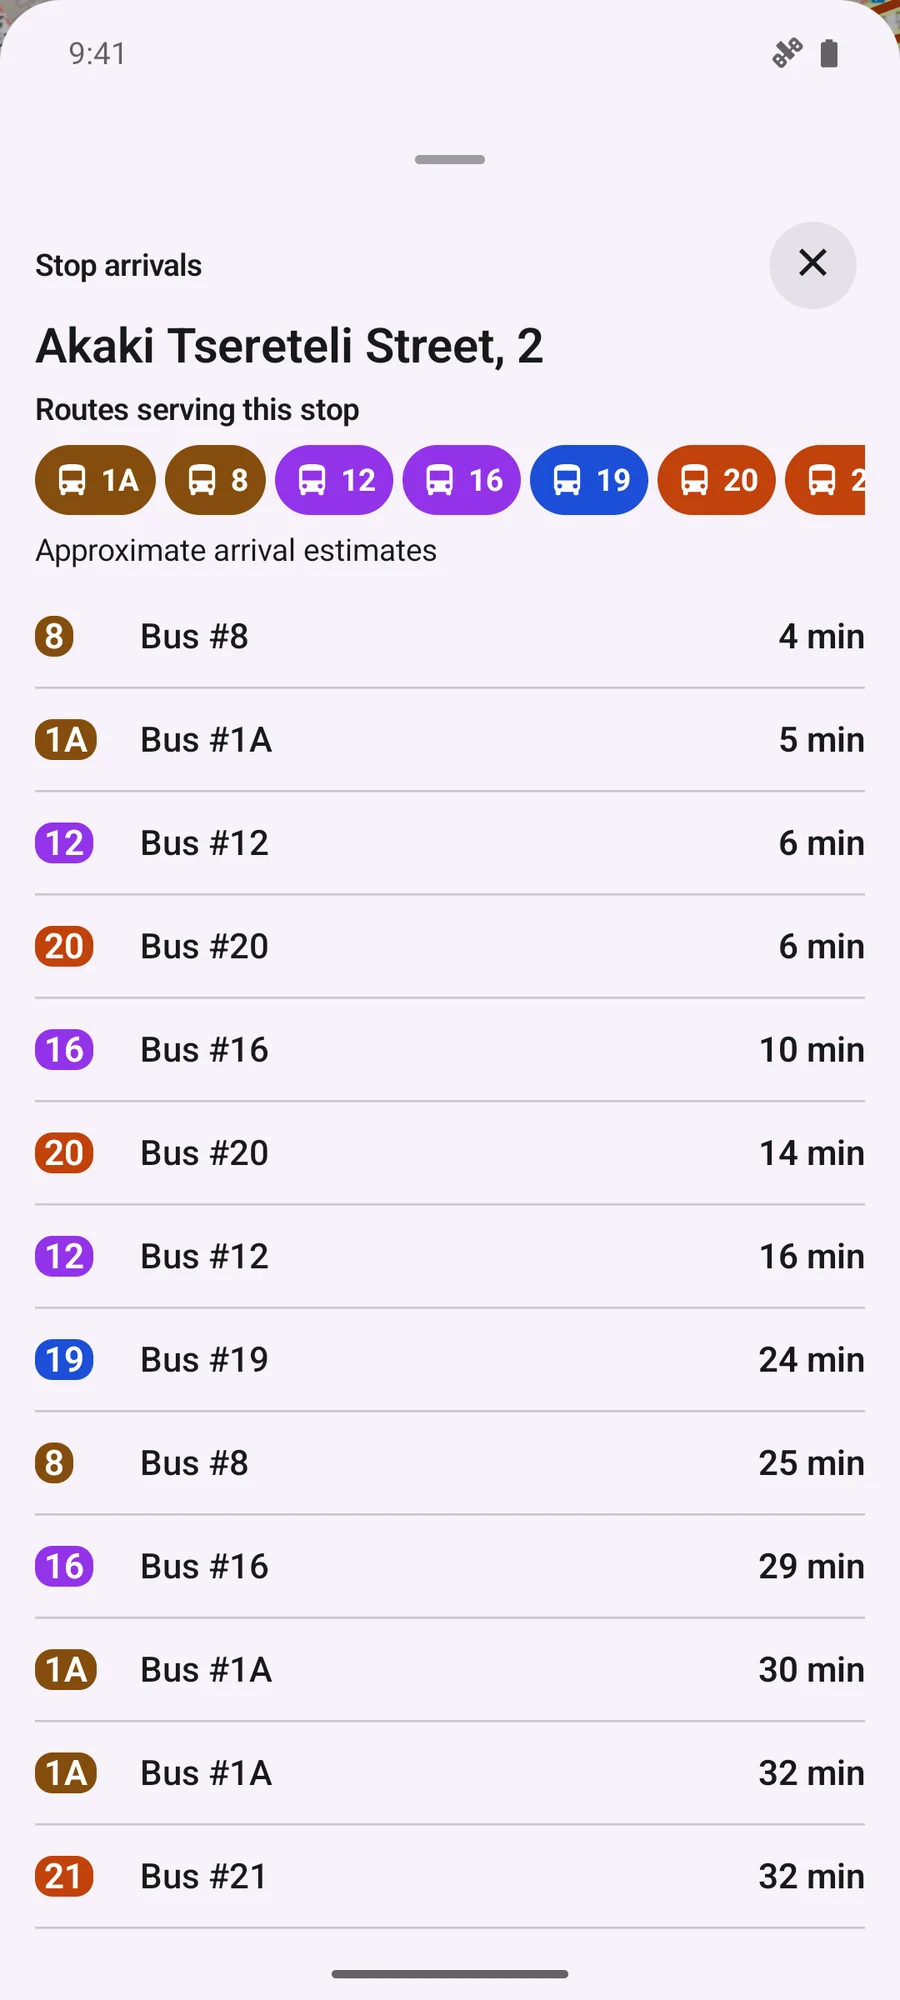 9:41
Stop arrivals
Akaki Tsereteli Street, 2
Routes serving this stop
1A 8 12 16 19 20
Approximate arrival estimates
8 Bus #8 4 min
1A Bus #1A 5 min
12 Bus #12 6 min
20 Bus #20 6 min
16 Bus #16 10 min
20 Bus #20 14 min
12 Bus #12 16 min
19 Bus #19 24 min
8 Bus #8 25 min
16 Bus #16 29 min
1A Bus #1A 30 min
1A Bus #1A 32 min
21 Bus #21 32 min